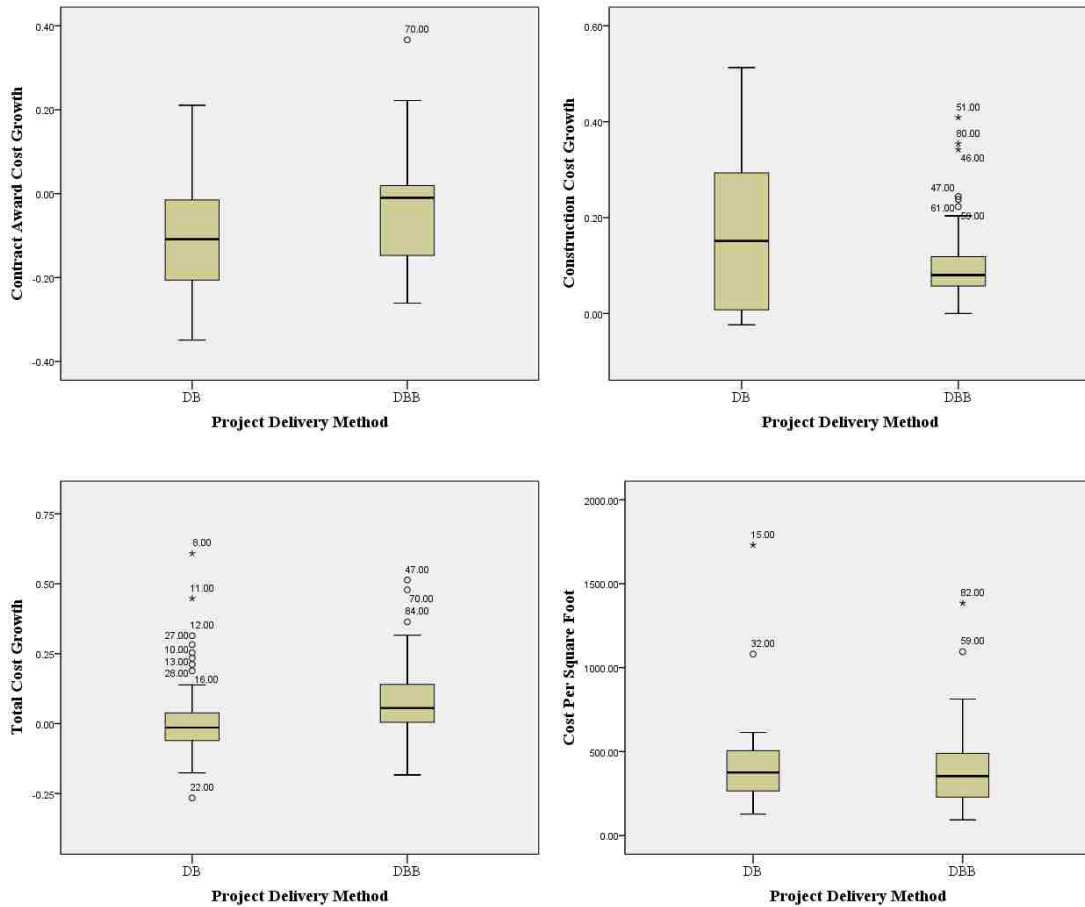 Contract Award Cost Growth
0.40
0.20
0.00
-0.20
-0.40
70.00
DB
DBB
Project Delivery Method
Construction Cost Growth
0.60
0.40
0.20
0.00
51.00
80.00
46.00
47.00
61.00
59.00
DB
DBB
Project Delivery Method
Total Cost Growth
0.75
0.50
0.25
0.00
-0.25
8.00
11.00
12.00
27.00
10.00
13.00
28.00
16.00
22.00
47.00
70.00
84.00
DB
DBB
Project Delivery Method
Cost Per Square Foot
2000.00
1500.00
1000.00
500.00
0.00
15.00
32.00
82.00
59.00
DB
DBB
Project Delivery Method